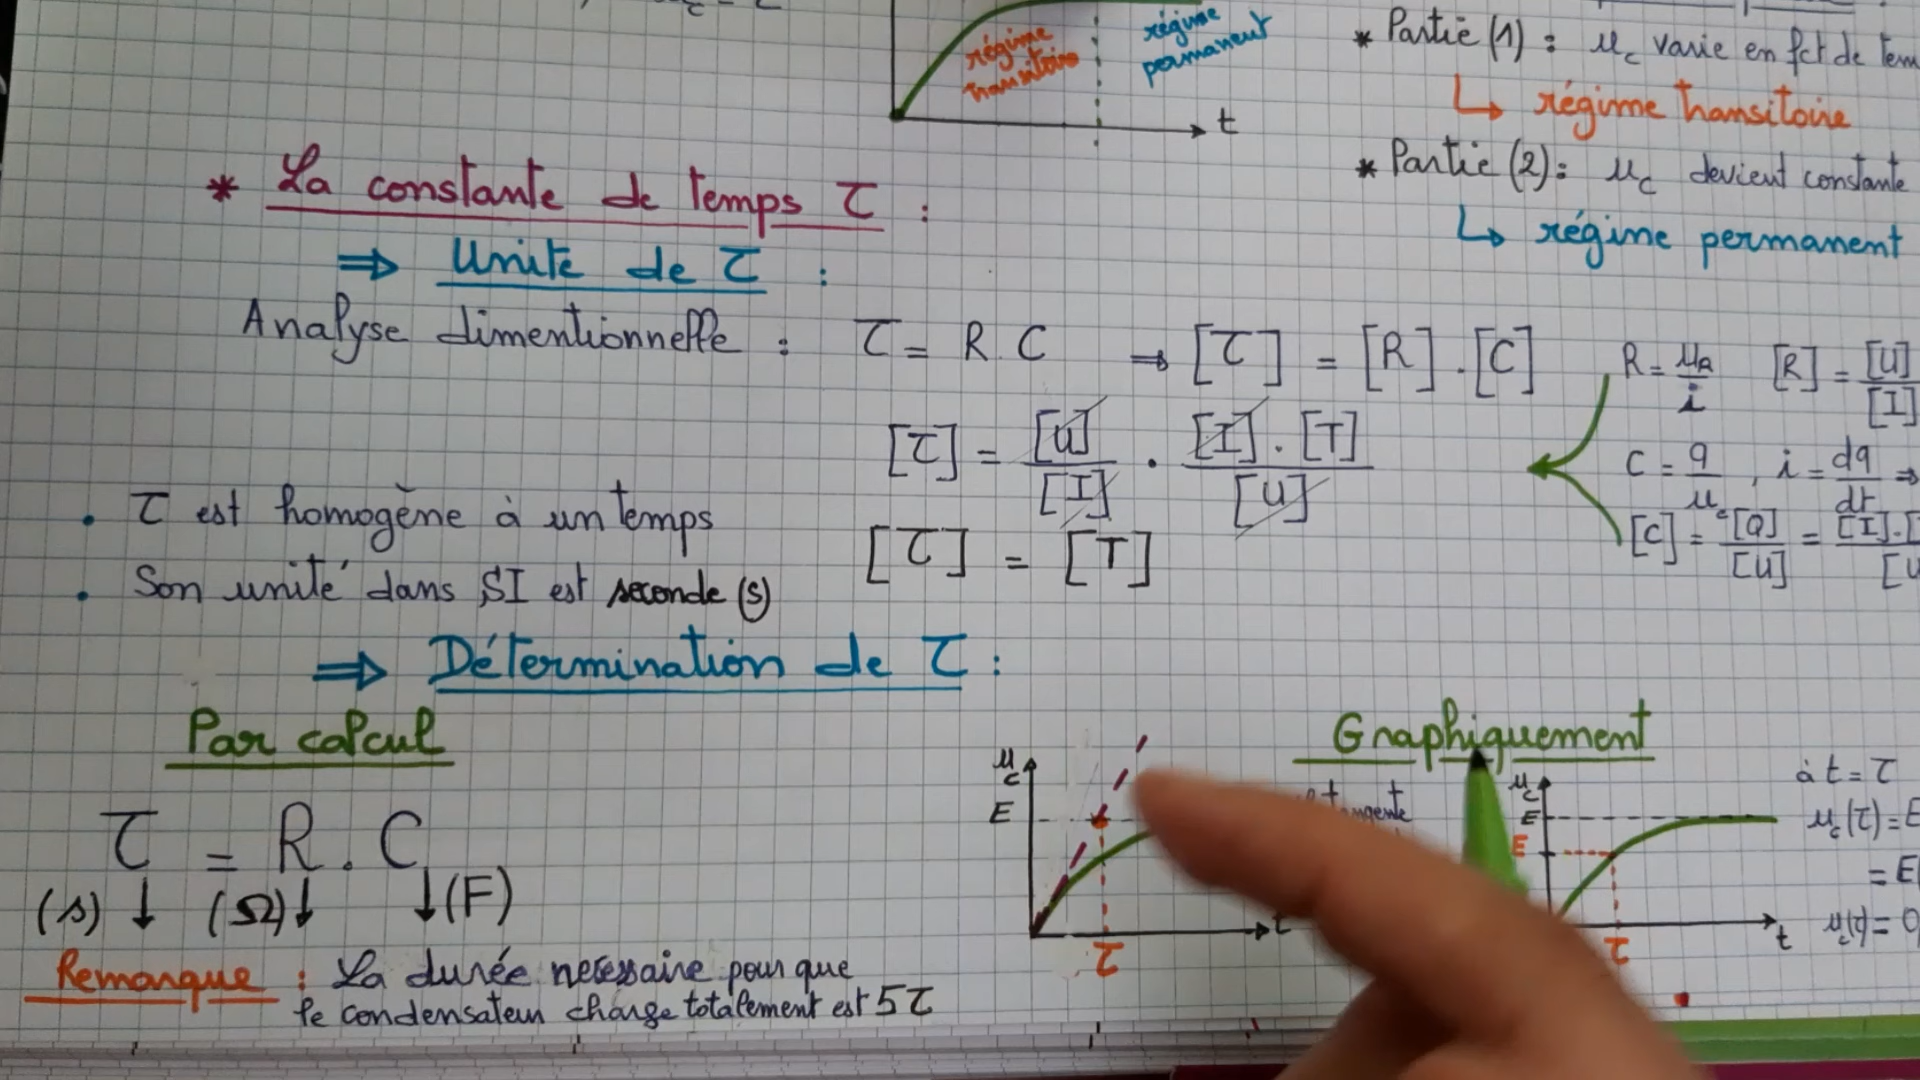 régime transitoire
régime permanent
t
* Partie (1) : uc varie en fct de tem
↳ régime transitoire
* Partie (2) : uc devient constante
↳ régime permanent
* La constante de temps τ :
⇒ Unité de τ :
Analyse dimentionnelle : τ = R C ⇒ [τ] = [R] . [C]
R = uR/i [R] = [U]/[I]
[τ] = [U]/[I] . [I] . [T]/[U]
C = q/uc , i = dq/dt ⇒
[C] = [Q]/[U] = [I].[
• τ est homogène à un temps
[τ] = [T]
• Son unité dans SI est seconde (s)
⇒ Détermination de τ :
Par calcul
Graphiquement
τ = R . C
(s) ↓ (Ω) ↓ ↓ (F)
uc
E
t
τ
uc
E
t
τ
à t = τ
uc(τ) = E
= E
Remarque : La durée necessaire pour que
le condensateur charge totalement est 5τ